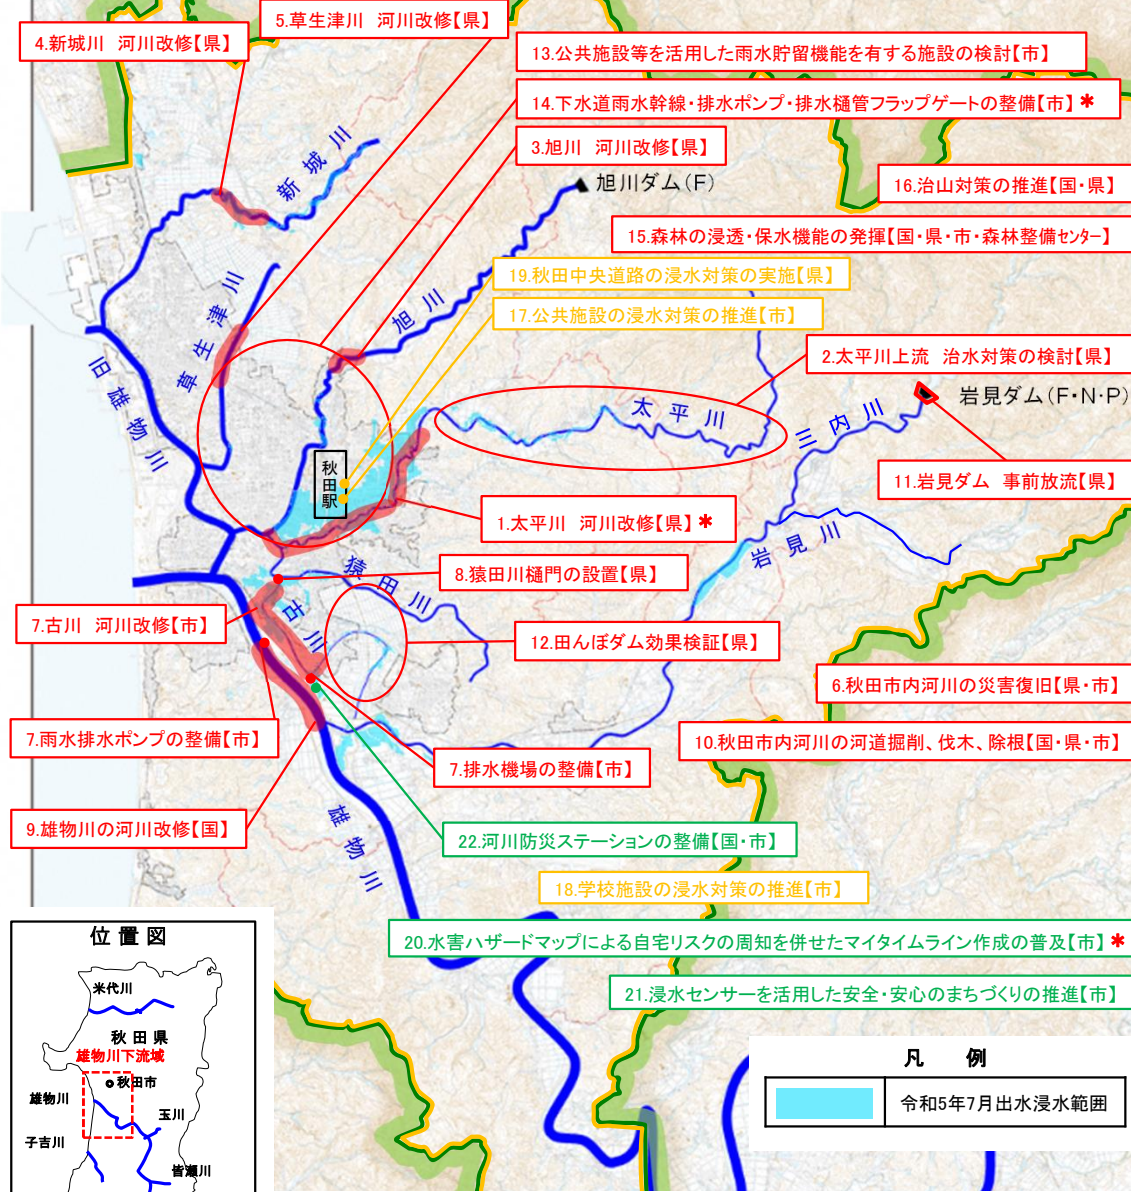 5.草生津川 河川改修【県】
4.新城川 河川改修【県】
13.公共施設等を活用した雨水貯留機能を有する施設の検討【市】
14.下水道雨水幹線・排水ポンプ・排水樋管フラップゲートの整備【市】*
3.旭川 河川改修【県】
新城川
旭川ダム(F)
16.治山対策の推進【国・県】
15.森林の浸透・保水機能の発揮【国・県・市・森林整備センター】
19.秋田中央道路の浸水対策の実施【県】
17.公共施設の浸水対策の推進【市】
旭川
草生津川
旧雄物川
2.太平川上流 治水対策の検討【県】
太平川
三内川
岩見ダム(F・N・P)
秋田駅
11.岩見ダム 事前放流【県】
1.太平川 河川改修【県】*
岩見川
8.猿田川樋門の設置【県】
猿田川
古川
7.古川 河川改修【市】
12.田んぼダム効果検証【県】
6.秋田市内河川の災害復旧【県・市】
7.雨水排水ポンプの整備【市】
10.秋田市内河川の河道掘削、伐木、除根【国・県・市】
7.排水機場の整備【市】
9.雄物川の河川改修【国】
雄物川
22.河川防災ステーションの整備【国・市】
18.学校施設の浸水対策の推進【市】
20.水害ハザードマップによる自宅リスクの周知を併せたマイタイムライン作成の普及【市】*
21.浸水センサーを活用した安全・安心のまちづくりの推進【市】
位置図
米代川
秋田県
雄物川下流域
秋田市
雄物川
玉川
子吉川
皆瀬川
凡例
令和5年7月出水浸水範囲